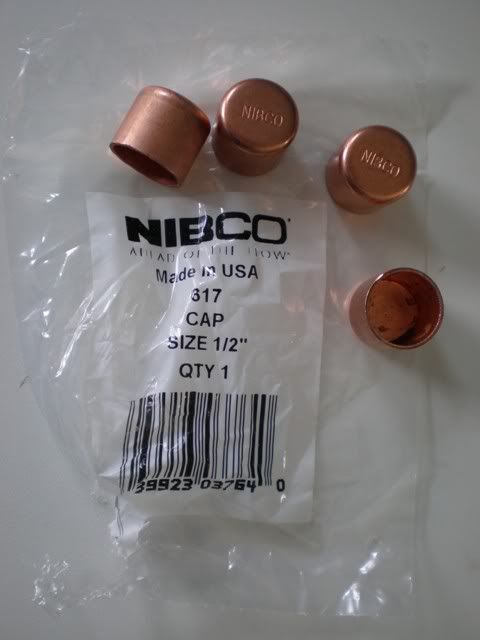 NIBCO
NIBCO
NIBCO
AHEAD OF THE FLOW
Made in USA
617
CAP
SIZE 1/2"
QTY 1
39923 03764 0